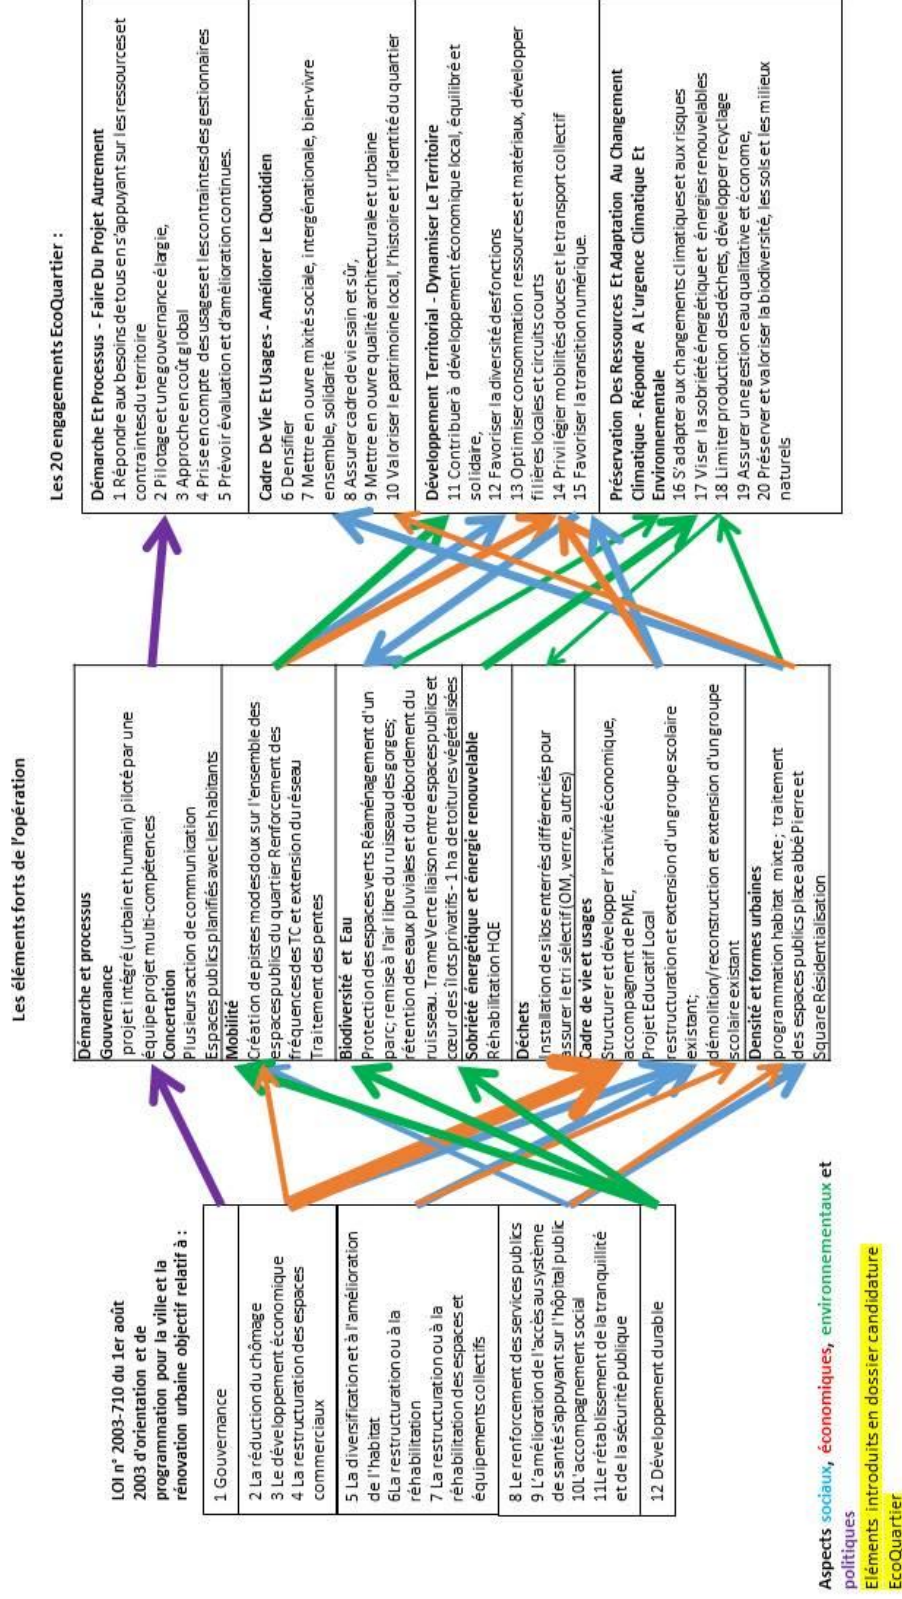 LOI n° 2003-710 du 1er août
2003 d'orientation et de
programmation pour la ville et la
rénovation urbaine objectif relatif à :
1 Gouvernance
2 La réduction du chômage
3 Le développement économique
4 La restructuration des espaces
commerciaux
5 La diversification et à l'amélioration
de l'habitat
6La restructuration ou à la
réhabilitation
7 La restructuration ou à la
réhabilitation des espaces et
équipements collectifs
8 Le renforcement des services publics
9 L'amélioration de l'accès au système
de santé s'appuyant sur l'hôpital public
10L'accompagnement social
11Le rétablissement de la tranquillité
et de la sécurité publique
12 Développement durable
Les éléments forts de l'opération
Démarche et processus
Gouvernance
projet intégré (urbain et humain) piloté par une
équipe projet multi-compétences
Concertation
Plusieurs action de communication
Espaces publics planifiés avec les habitants
Mobilité
Création de pistes modes doux sur l'ensemble des
espaces publics du quartier Renforcement des
fréquences des TC et extension du réseau
Traitement des pentes
Biodiversité et Eau
Protection des espaces verts Réaménagement d'un
parc; remise à l'air libre du ruisseau des gorges;
rétention des eaux pluviales et du débordement du
ruisseau. Trame Verte liaison entre espaces publics et
cœur des îlots privatifs - 1 ha de toitures végétalisées
Sobriété énergétique et énergie renouvelable
Réhabilitation HQE
Déchets
Installation de silos enterrés différenciés pour
assurer le tri sélectif (OM, verre, autres)
Cadre de vie et usages
Structurer et développer l'activité économique,
accompagnent de PME,
Projet Educatif Local
restructuration et extension d'un groupe scolaire
existant;
démolition/reconstruction et extension d'un groupe
scolaire existant
Densité et formes urbaines
programmation habitat mixte; traitement
des espaces publics place abbé Pierre et
Square Résidentialisation
Les 20 engagements EcoQuartier :
Démarche Et Processus - Faire Du Projet Autrement
1 Répondre aux besoins de tous en s'appuyant sur les ressources et
contraintes du territoire
2 Pilotage et une gouvernance élargie,
3 Approche en coût global
4 Prise en compte des usages et les contraintes des gestionnaires
5 Prévoir évaluation et d'amélioration continues.
Cadre De Vie Et Usages - Améliorer Le Quotidien
6 Densifier
7 Mettre en ouvre mixité sociale, intergénationale, bien-vivre
ensemble, solidarité
8 Assurer cadre de vie sain et sûr,
9 Mettre en ouvre qualité architecturale et urbaine
10 Valoriser le patrimoine local, l'histoire et l'identité du quartier
Développement Territorial - Dynamiser Le Territoire
11 Contribuer à développement économique local, équilibré et
solidaire,
12 Favoriser la diversité des fonctions
13 Optimiser consommation ressources et matériaux, développer
filières locales et circuits courts
14 Privilégier mobilités douces et le transport collectif
15 Favoriser la transition numérique.
Préservation Des Ressources Et Adaptation Au Changement
Climatique - Répondre A L'urgence Climatique Et
Environnementale
16 S'adapter aux changements climatiques et aux risques
17 Viser la sobriété énergétique et énergies renouvelables
18 Limiter production des déchets, développer recyclage
19 Assurer une gestion eau qualitative et économe,
20 Préserver et valoriser la biodiversité, les sols et les milieux
naturels
Aspects sociaux, économiques, environnementaux et
politiques
Eléments introduits en dossier candidature
EcoQuartier